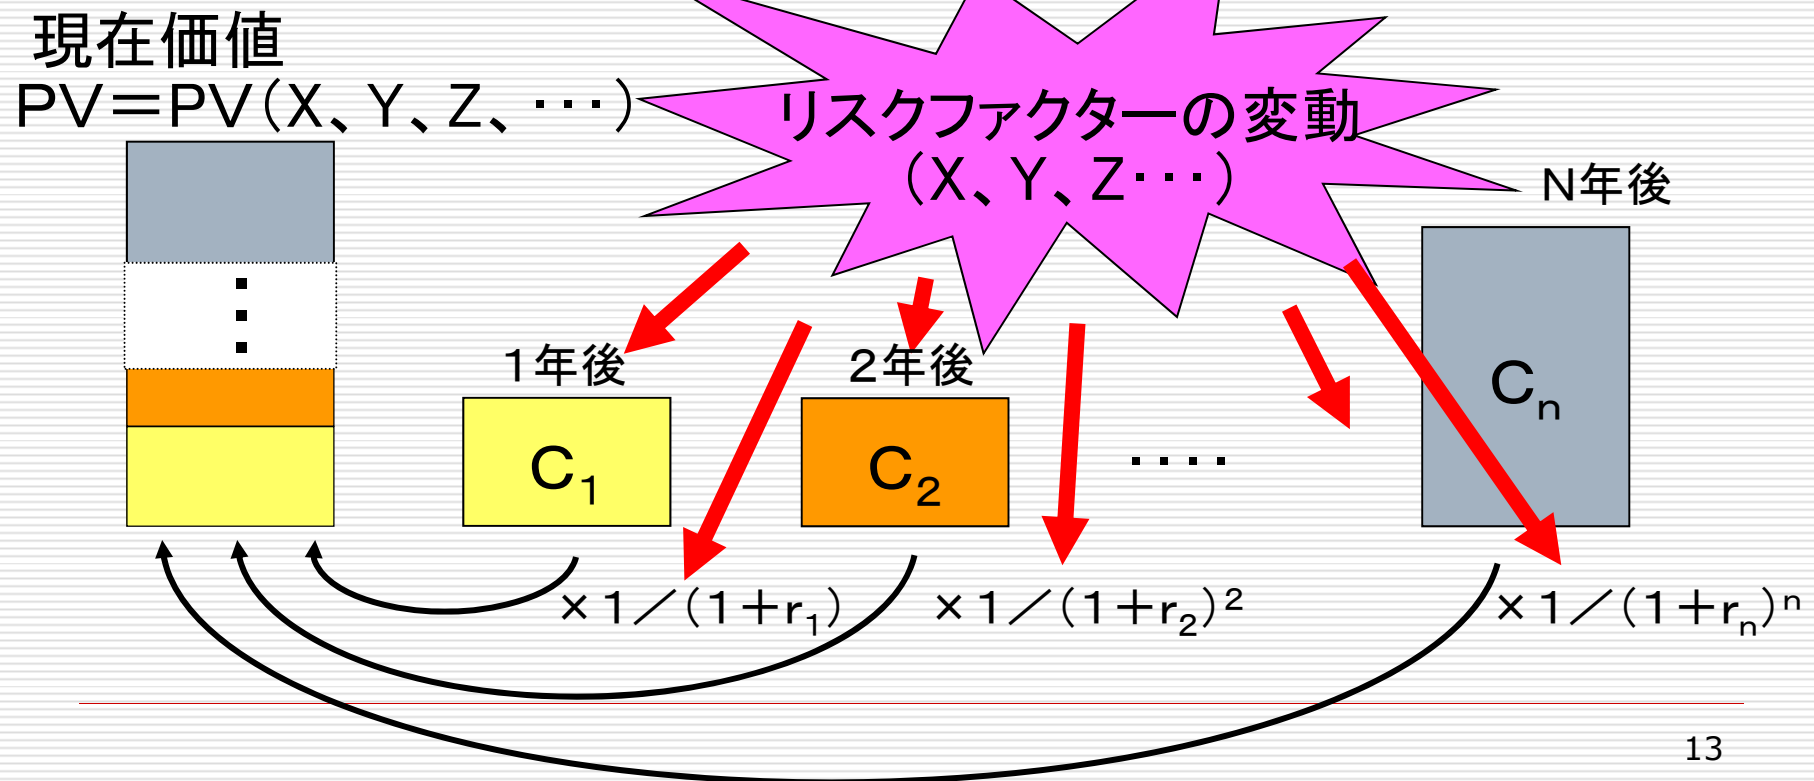 現在価値
PV＝PV(X、Y、Z、・・・)
リスクファクターの変動
(X、Y、Z・・・)
N年後
1年後
2年後
C₁
C₂
・・・・
Cₙ
×1／(1＋r₁)
×1／(1＋r₂)²
×1／(1＋rₙ)ⁿ
13